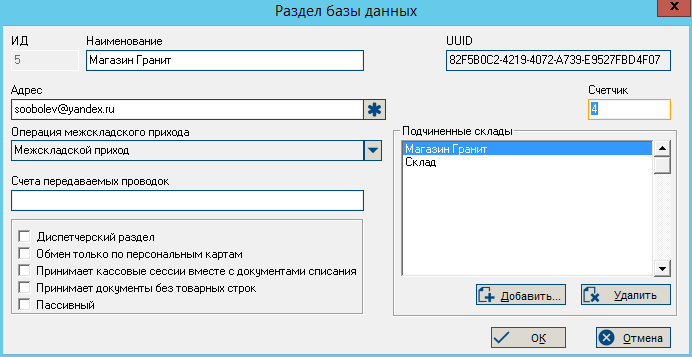 Раздел базы данных
ИД
Наименование
UUID
5
Магазин Гранит
82F5B0C2-4219-4072-A739-E9527FBD4F07
Адрес
Счетчик
soobolev@yandex.ru
4
Операция межскладского прихода
Подчиненные склады
Межскладской приход
Магазин Гранит
Склад
Счета передаваемых проводок
Диспетчерский раздел
Обмен только по персональным картам
Принимает кассовые сессии вместе с документами списания
Принимает документы без товарных строк
Пассивный
Добавить...
Удалить
ОК
Отмена